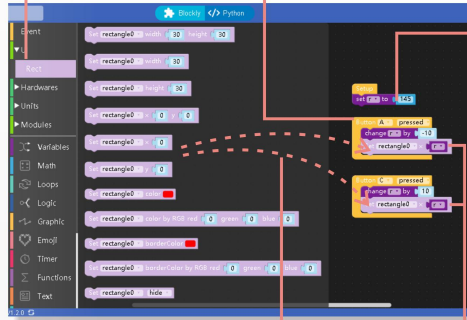 Blockly </> Python
Event
Rect
Hardwares
Units
Modules
Variables
Math
Loops
Logic
Graphic
Emoji
Timer
Functions
Text
Set rectangle0 width 30 height 30
Set rectangle0 width 30
Set rectangle0 height 30
Set rectangle0 x 0 y 0
Set rectangle0 x 0
Set rectangle0 y 0
Set rectangle0 color
Set rectangle0 color by RGB red 0 green 0 blue 0
Set rectangle0 borderColor
Set rectangle0 borderColor by RGB red 0 green 0 blue 0
Set rectangle0 hide
Setup
set r to 145
Button A pressed
change r by -10
Set rectangle0 x r
Button C pressed
change r by 10
Set rectangle0 x r